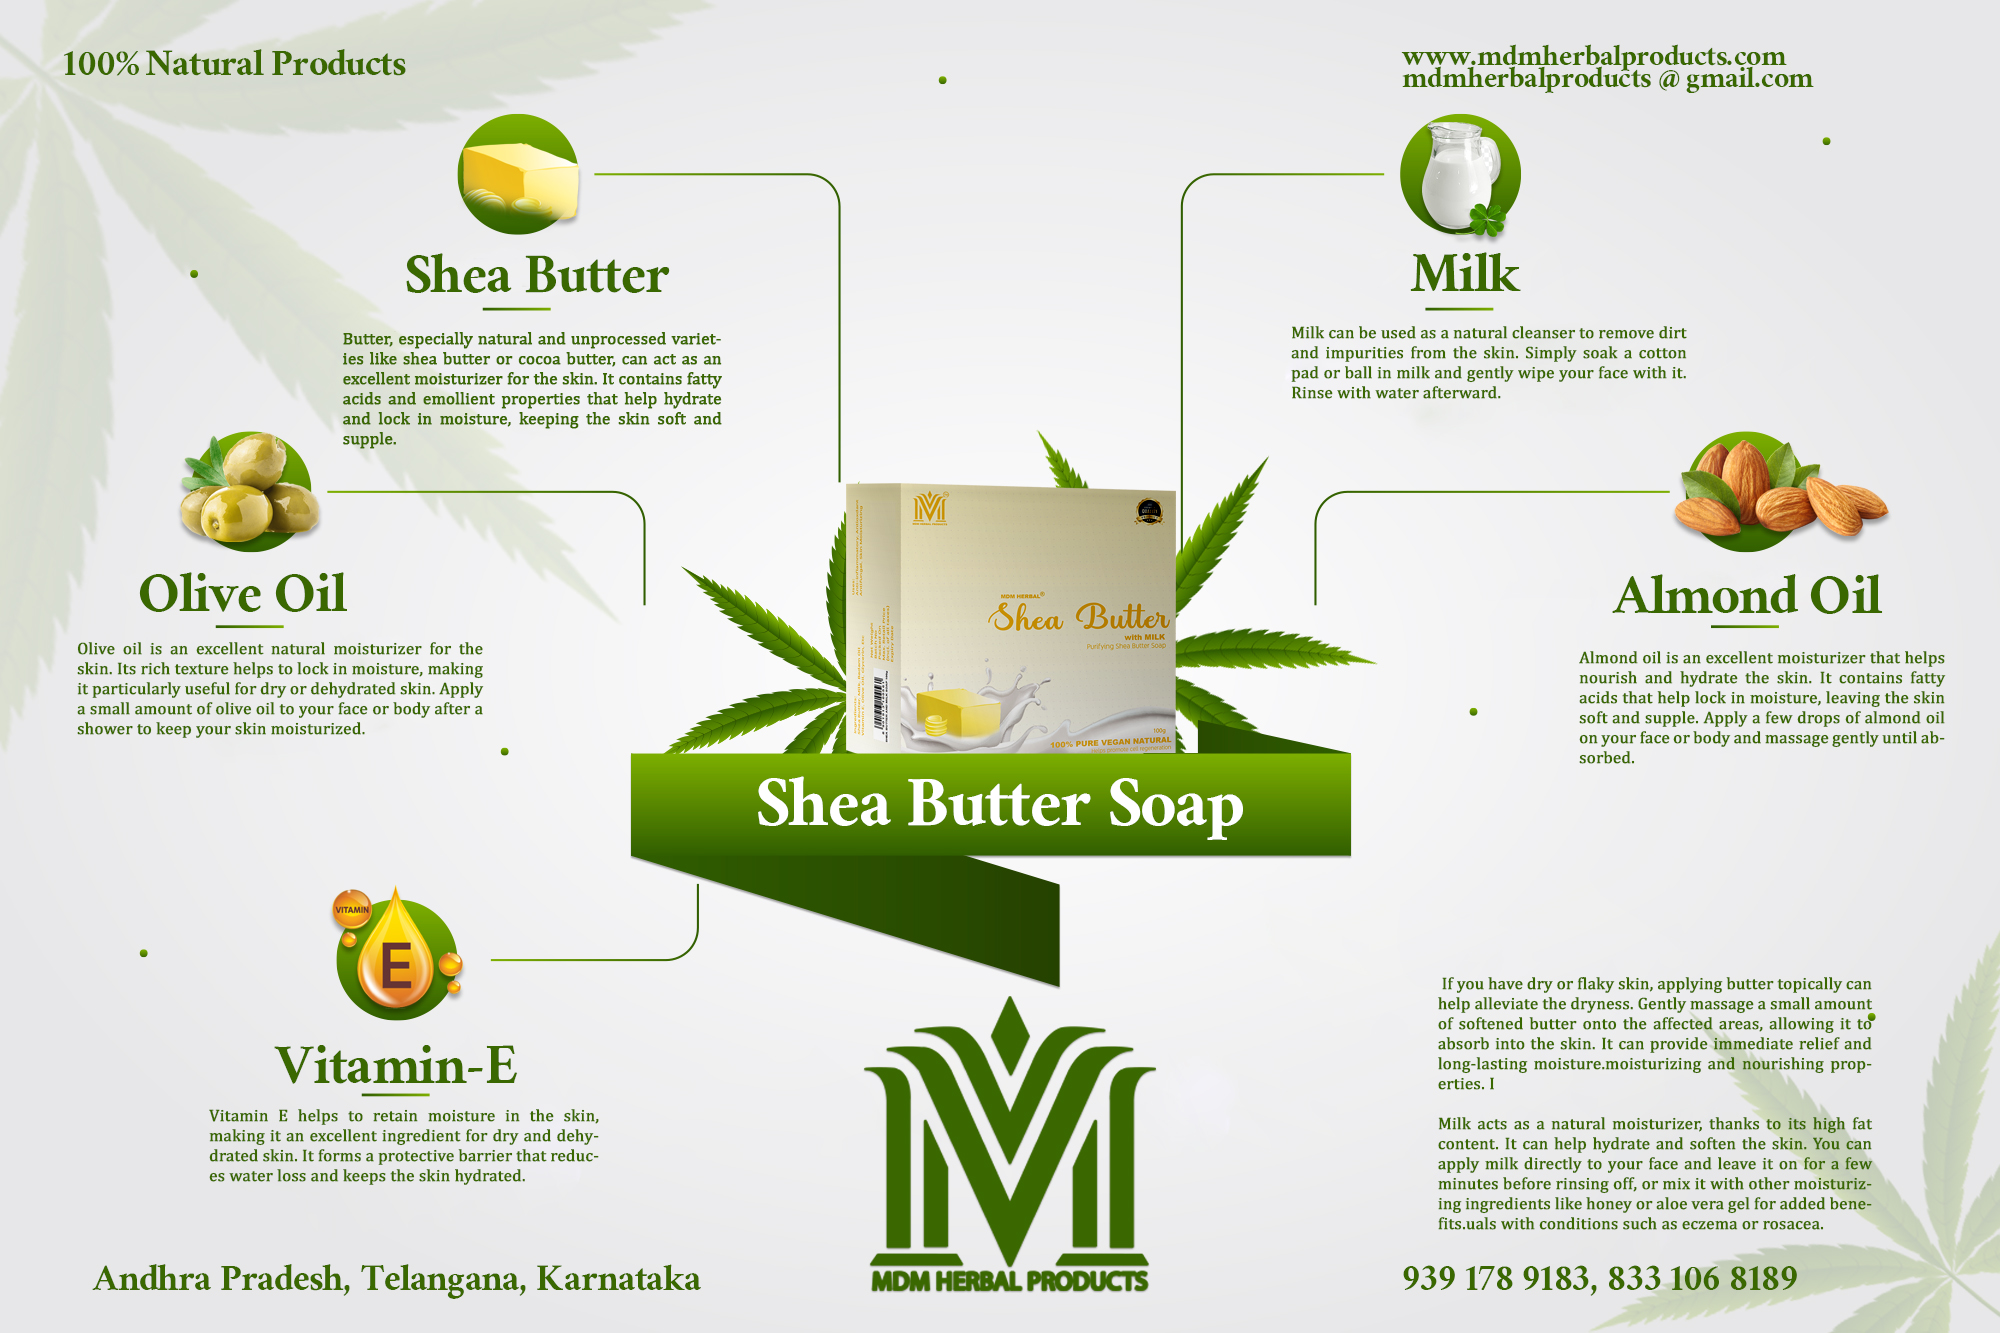 100% Natural Products
www.mdmherbalproducts.com
mdmherbalproducts @ gmail.com
Shea Butter
Butter, especially natural and unprocessed variet-
ies like shea butter or cocoa butter, can act as an
excellent moisturizer for the skin. It contains fatty
acids and emollient properties that help hydrate
and lock in moisture, keeping the skin soft and
supple.
Milk
Milk can be used as a natural cleanser to remove dirt
and impurities from the skin. Simply soak a cotton
pad or ball in milk and gently wipe your face with it.
Rinse with water afterward.
Olive Oil
Olive oil is an excellent natural moisturizer for the
skin. Its rich texture helps to lock in moisture, making
it particularly useful for dry or dehydrated skin. Apply
a small amount of olive oil to your face or body after a
shower to keep your skin moisturized.
Almond Oil
Almond oil is an excellent moisturizer that helps
nourish and hydrate the skin. It contains fatty
acids that help lock in moisture, leaving the skin
soft and supple. Apply a few drops of almond oil
on your face or body and massage gently until ab-
sorbed.
MDM HERBAL®
Shea Butter
with MILK
Purifying Shea Butter Soap
100g
100% PURE VEGAN NATURAL
Shea Butter Soap
VITAMIN
E
Vitamin-E
Vitamin E helps to retain moisture in the skin,
making it an excellent ingredient for dry and dehy-
drated skin. It forms a protective barrier that reduc-
es water loss and keeps the skin hydrated.
If you have dry or flaky skin, applying butter topically can
help alleviate the dryness. Gently massage a small amount
of softened butter onto the affected areas, allowing it to
absorb into the skin. It can provide immediate relief and
long-lasting moisture.moisturizing and nourishing prop-
erties. I
Milk acts as a natural moisturizer, thanks to its high fat
content. It can help hydrate and soften the skin. You can
apply milk directly to your face and leave it on for a few
minutes before rinsing off, or mix it with other moisturiz-
ing ingredients like honey or aloe vera gel for added bene-
fits.uals with conditions such as eczema or rosacea.
MDM HERBAL PRODUCTS
Andhra Pradesh, Telangana, Karnataka
939 178 9183, 833 106 8189